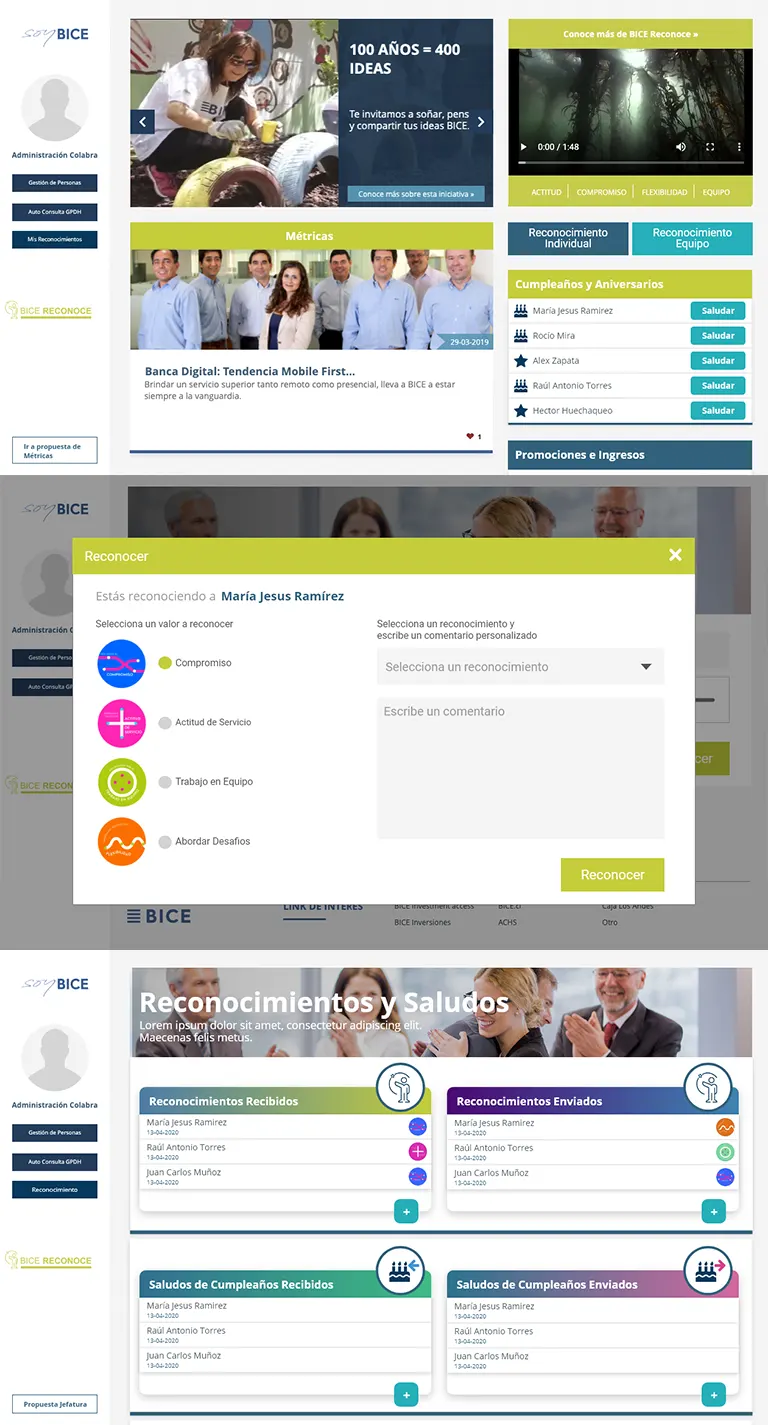 soyBICE
Administración Colabra
Gestión de Personas
Auto Consulta GPDH
Mis Reconocimientos
BICE RECONOCE
Ir a propuesta de
Métricas
100 AÑOS = 400
IDEAS
Te invitamos a soñar, pens
y compartir tus ideas BICE.
Conoce más sobre esta iniciativa »
Métricas
29-03-2019
Banca Digital: Tendencia Mobile First...
Brindar un servicio superior tanto remoto como presencial, lleva a BICE a estar
siempre a la vanguardia.
1
Conoce más de BICE Reconoce »
0:00 / 1:48
ACTITUD
COMPROMISO
FLEXIBILIDAD
EQUIPO
Reconocimiento
Individual
Reconocimiento
Equipo
Cumpleaños y Aniversarios
María Jesus Ramirez
Saludar
Rocío Mira
Saludar
Alex Zapata
Saludar
Raúl Antonio Torres
Saludar
Hector Huechaqueo
Saludar
Promociones e Ingresos
soyBICE
Administración C
Gestión de Perso
Auto Consulta GP
BICE RECON
Reconocer
Estás reconociendo a María Jesus Ramírez
Selecciona un valor a reconocer
COMPROMISO
Compromiso
Actitud de Servicio
Trabajo en Equipo
Abordar Desafios
Selecciona un reconocimiento y
escribe un comentario personalizado
Selecciona un reconocimiento
Escribe un comentario
Reconocer
cer
BICE
LINK DE INTERÉS
BICE Investment access
BICE Inversiones
BICE.cl
ACHS
Caja Los Andes
Otro
soyBICE
Administración Colabra
Gestión de Personas
Auto Consulta GPDH
Reconocimiento
BICE RECONOCE
Propuesta Jefatura
Reconocimientos y Saludos
Lorem ipsum dolor sit amet, consectetur adipiscing elit.
Maecenas felis metus.
Reconocimientos Recibidos
María Jesus Ramirez
13-04-2020
Raúl Antonio Torres
13-04-2020
Juan Carlos Muñoz
13-04-2020
+
Reconocimientos Enviados
María Jesus Ramirez
13-04-2020
Raúl Antonio Torres
13-04-2020
Juan Carlos Muñoz
13-04-2020
+
Saludos de Cumpleaños Recibidos
María Jesus Ramirez
13-04-2020
Raúl Antonio Torres
13-04-2020
Juan Carlos Muñoz
13-04-2020
+
Saludos de Cumpleaños Enviados
María Jesus Ramirez
13-04-2020
Raúl Antonio Torres
13-04-2020
Juan Carlos Muñoz
13-04-2020
+